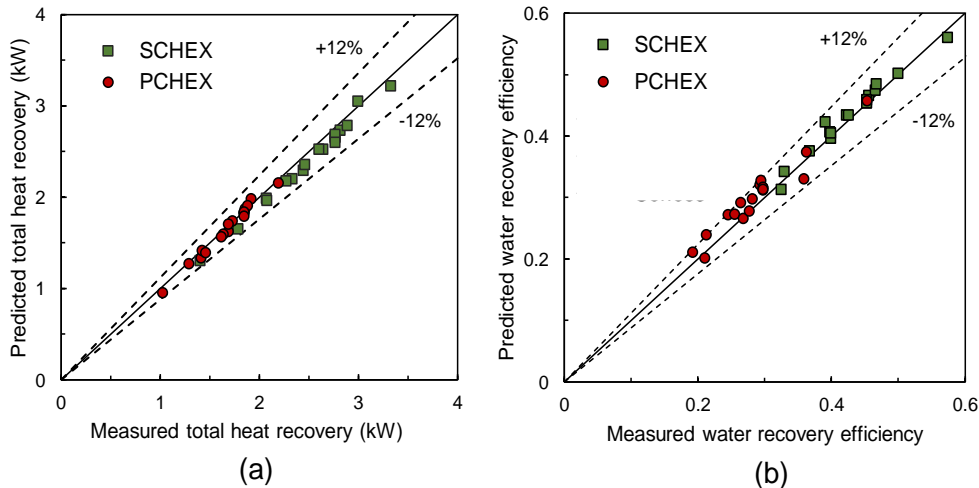 4
3
2
1
0
0
1
2
3
4
Predicted total heat recovery (kW)
Measured total heat recovery (kW)
SCHEX
PCHEX
+12%
-12%
(a)
0.6
0.4
0.2
0
0
0.2
0.4
0.6
Predicted water recovery efficiency
Measured water recovery efficiency
SCHEX
PCHEX
+12%
-12%
(b)